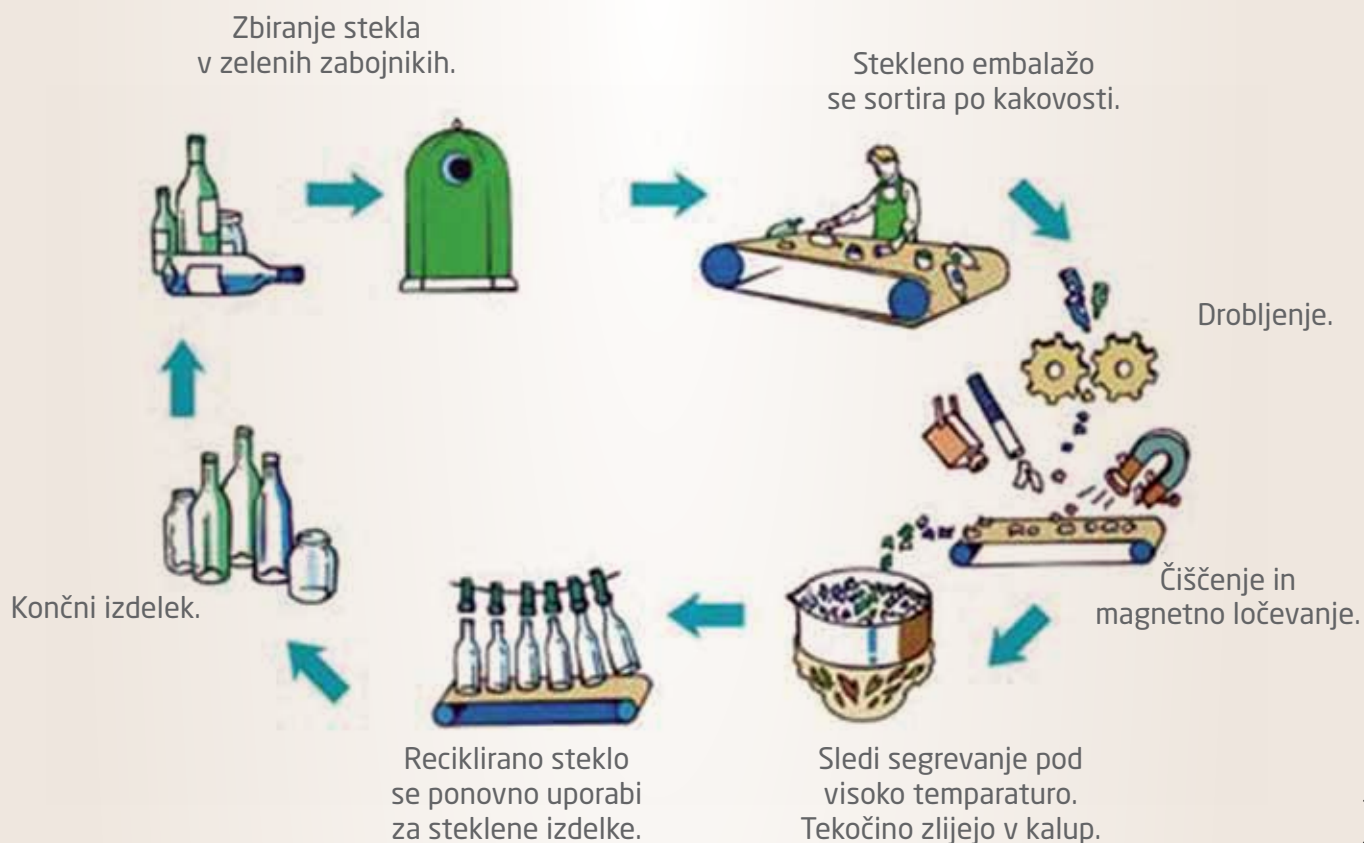 Zbiranje stekla
v zelenih zabojnikih.
Stekleno embalažo
se sortira po kakovosti.
Drobljenje.
Čiščenje in
magnetno ločevanje.
Sledi segrevanje pod
visoko temparaturo.
Tekočino zlijejo v kalup.
Reciklirano steklo
se ponovno uporabi
za steklene izdelke.
Končni izdelek.